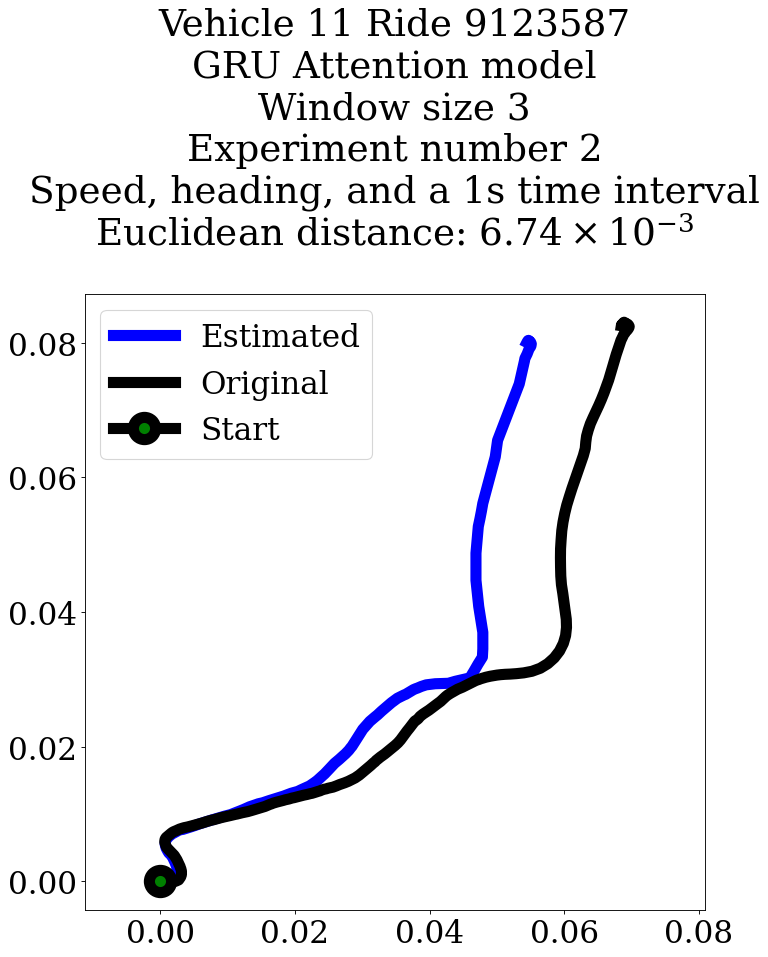 Vehicle 11 Ride 9123587
GRU Attention model
Window size 3
Experiment number 2
Speed, heading, and a 1s time interval
Euclidean distance: 6.74 × 10⁻³
Estimated
Original
Start
0.08
0.06
0.04
0.02
0.00
0.00 0.02 0.04 0.06 0.08